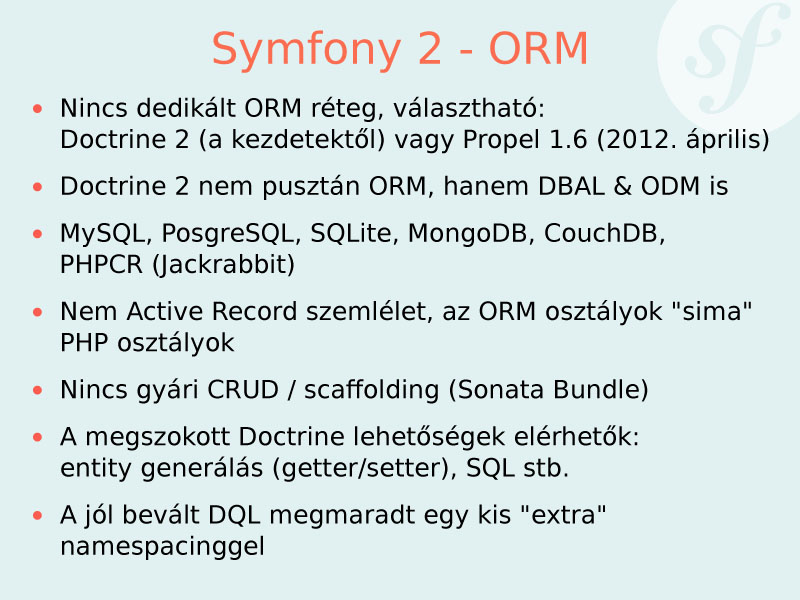 Symfony 2 - ORM
• Nincs dedikált ORM réteg, választható:
Doctrine 2 (a kezdetektől) vagy Propel 1.6 (2012. április)
• Doctrine 2 nem pusztán ORM, hanem DBAL & ODM is
• MySQL, PosgreSQL, SQLite, MongoDB, CouchDB,
PHPCR (Jackrabbit)
• Nem Active Record szemlélet, az ORM osztályok "sima"
PHP osztályok
• Nincs gyári CRUD / scaffolding (Sonata Bundle)
• A megszokott Doctrine lehetőségek elérhetők:
entity generálás (getter/setter), SQL stb.
• A jól bevált DQL megmaradt egy kis "extra"
namespacinggel
sf